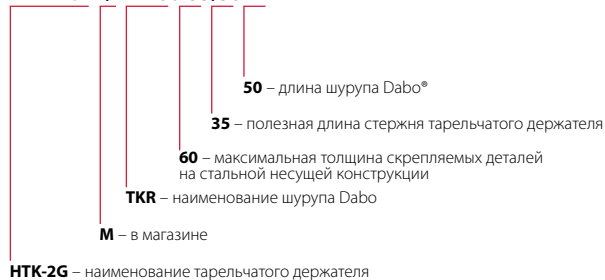 50 – длина шурупа Dabo®
35 – полезная длина стержня тарельчатого держателя
60 – максимальная толщина скрепляемых деталей
на стальной несущей конструкции
TKR – наименование шурупа Dabo
M – в магазине
HTK-2G – наименование тарельчатого держателя